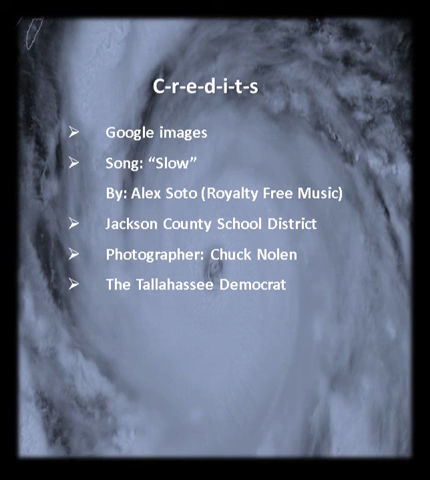 C-r-e-d-i-t-s
➢ Google images
➢ Song: “Slow”
By: Alex Soto (Royalty Free Music)
➢ Jackson County School District
➢ Photographer: Chuck Nolen
➢ The Tallahassee Democrat